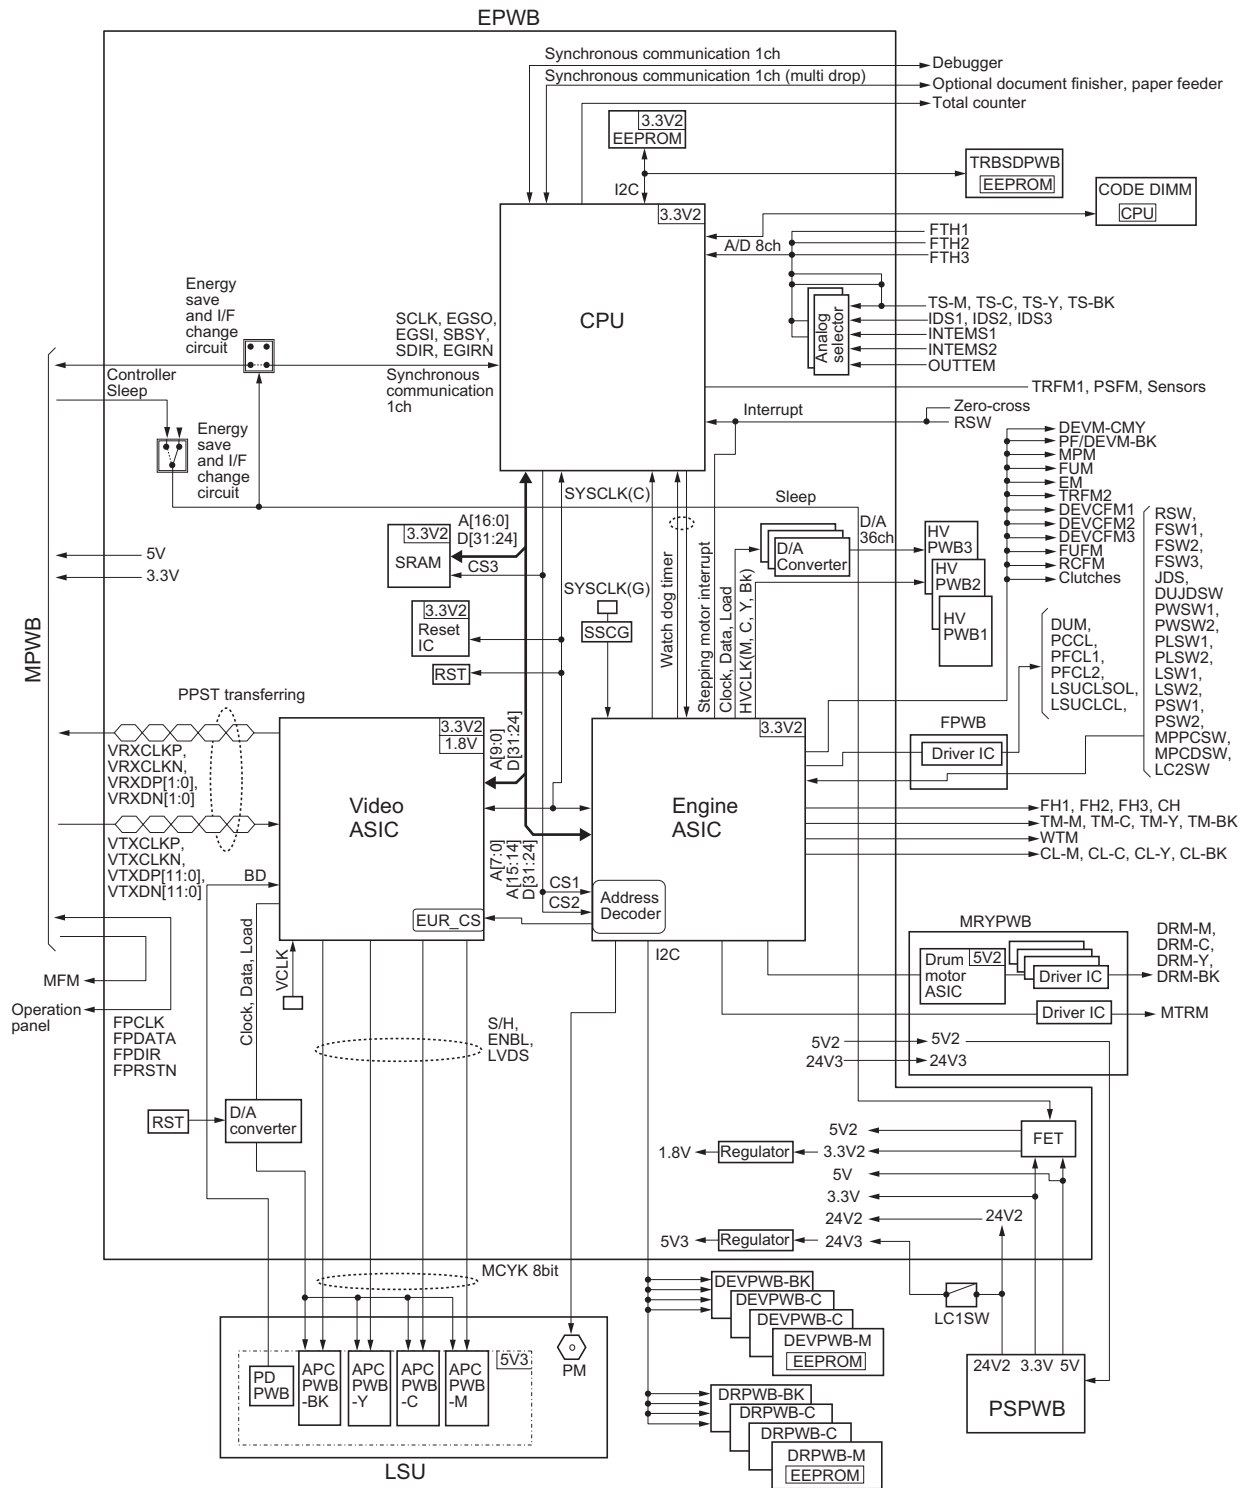 EPWB
Synchronous communication 1ch
Debugger
Synchronous communication 1ch (multi drop)
Optional document finisher, paper feeder
Total counter
3.3V2
EEPROM
TRBSDPWB
EEPROM
I2C
CODE DIMM
CPU
3.3V2
CPU
A/D 8ch
FTH1
FTH2
FTH3
Energy
save
and I/F
change
circuit
SCLK, EGSO,
EGSI, SBSY,
SDIR, EGIRN
Synchronous
communication
1ch
Analog
selector
TS-M, TS-C, TS-Y, TS-BK
IDS1, IDS2, IDS3
INTEMS1
INTEMS2
OUTTEM
Controller
Sleep
TRFM1, PSFM, Sensors
Interrupt
Zero-cross
RSW
Energy
save
and I/F
change
circuit
DEVM-CMY
PF/DEVM-BK
MPM
FUM
EM
TRFM2
DEVCFM1
DEVCFM2
DEVCFM3
FUFM
RCFM
Clutches
SYSCLK(C)
Sleep
A[16:0]
D[31:24]
3.3V2
SRAM
CS3
D/A
36ch
D/A
Converter
HV
PWB3
HV
PWB2
HV
PWB1
RSW,
FSW1,
FSW2,
FSW3,
JDS,
DUJDSW
PWSW1,
PWSW2,
PLSW1,
PLSW2,
LSW1,
LSW2,
PSW1,
PSW2,
MPPCSW,
MPCDSW,
LC2SW
5V
3.3V
MPWB
SYSCLK(G)
SSCG
3.3V2
Reset
IC
RST
Watch dog timer
Stepping motor interrupt
Clock, Data, Load
HVCLK(M, C, Y, Bk)
DUM,
PCCL,
PFCL1,
PFCL2,
LSUCLSOL,
LSUCLCL,
PPST transferring
VRXCLKP,
VRXCLKN,
VRXDP[1:0],
VRXDN[1:0]
3.3V2
1.8V
Video
ASIC
A[9:0]
D[31:24]
3.3V2
Engine
ASIC
FPWB
Driver IC
FH1, FH2, FH3, CH
TM-M, TM-C, TM-Y, TM-BK
WTM
CL-M, CL-C, CL-Y, CL-BK
VTXCLKP,
VTXCLKN,
VTXDP[11:0],
VTXDN[11:0]
BD
A[7:0]
A[15:14]
D[31:24]
CS1
CS2
Address
Decoder
EUR_CS
I2C
MRYPWB
Drum
motor
ASIC
5V2
Driver IC
DRM-M,
DRM-C,
DRM-Y,
DRM-BK
Driver IC
MTRM
VCLK
Clock, Data, Load
MFM
Operation
panel
FPCLK
FPDATA
FPDIR
FPRSTN
S/H,
ENBL,
LVDS
5V2
5V2
24V3
24V3
RST
D/A
converter
5V2
FET
1.8V
Regulator
3.3V2
5V
3.3V
24V2
24V2
5V3
Regulator
24V3
MCYK 8bit
LC1SW
DEVPWB-BK
DEVPWB-C
DEVPWB-C
DEVPWB-M
EEPROM
PM
PD
PWB
APC
PWB
-BK
APC
PWB
-Y
APC
PWB
-C
APC
PWB
-M
5V3
LSU
24V2 3.3V 5V
PSPWB
DRPWB-BK
DRPWB-C
DRPWB-C
DRPWB-M
EEPROM